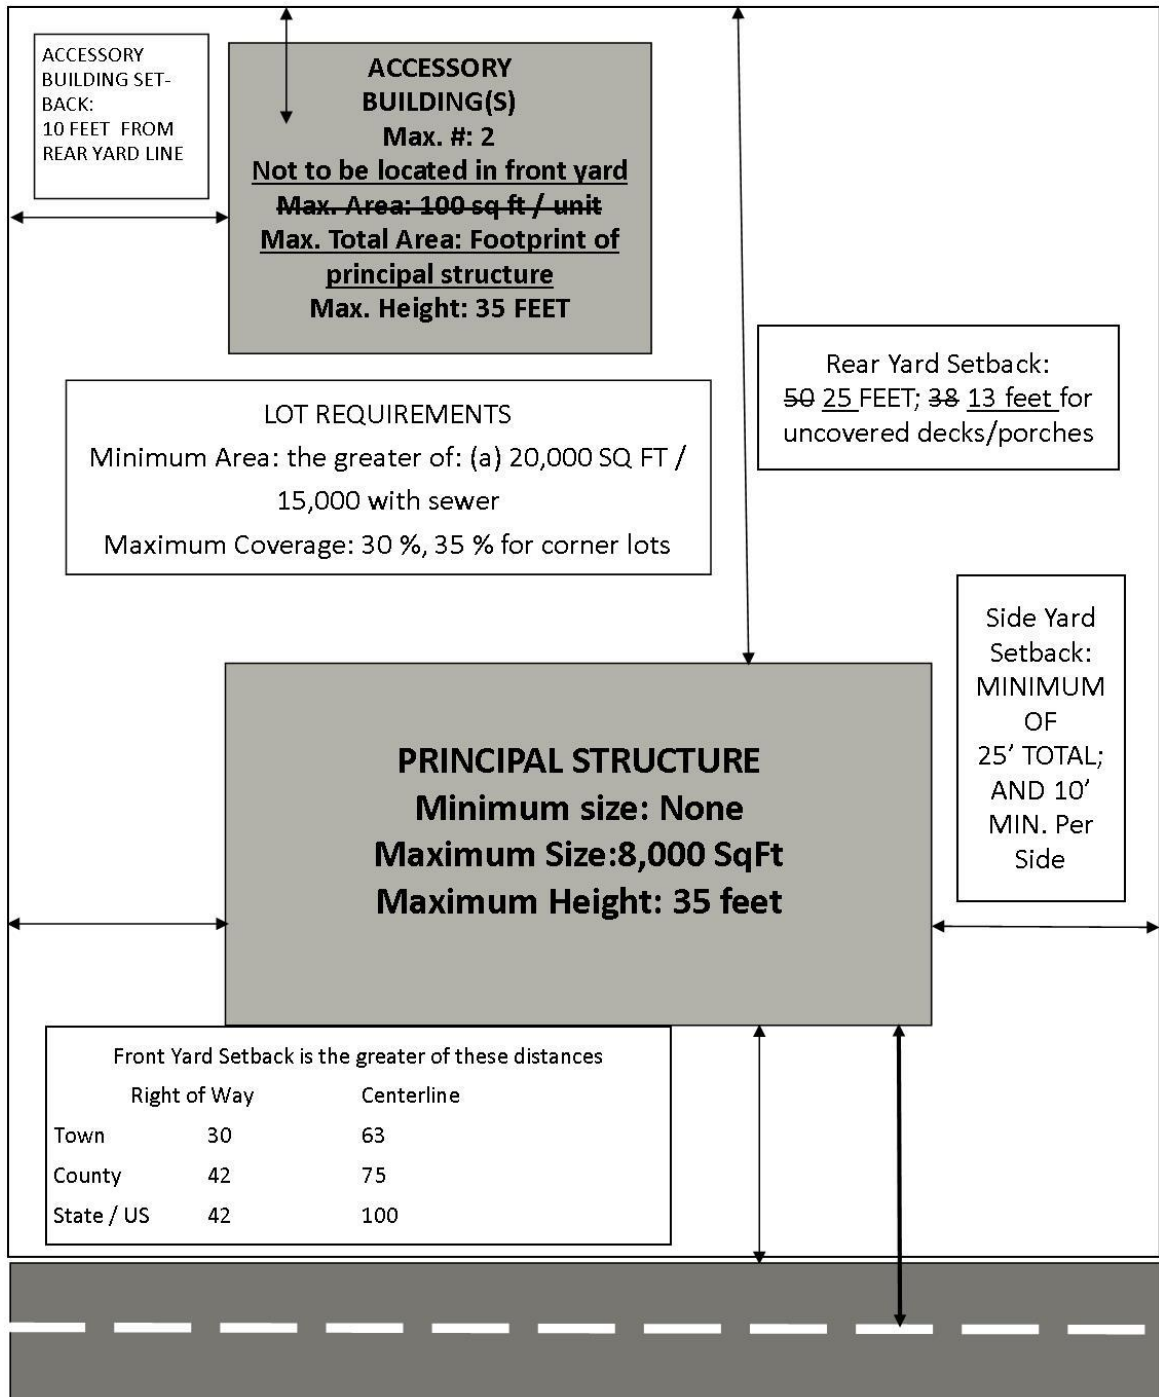 ACCESSORY
BUILDING SET-
BACK:
10 FEET FROM
REAR YARD LINE
ACCESSORY
BUILDING(S)
Max. #: 2
Not to be located in front yard
Max. Area: 100 sq ft / unit
Max. Total Area: Footprint of
principal structure
Max. Height: 35 FEET
Rear Yard Setback:
50 25 FEET; 38 13 feet for
uncovered decks/porches
LOT REQUIREMENTS
Minimum Area: the greater of: (a) 20,000 SQ FT /
15,000 with sewer
Maximum Coverage: 30 %, 35 % for corner lots
Side Yard
Setback:
MINIMUM
OF
25’ TOTAL;
AND 10’
MIN. Per
Side
PRINCIPAL STRUCTURE
Minimum size: None
Maximum Size:8,000 SqFt
Maximum Height: 35 feet
Front Yard Setback is the greater of these distances
Right of Way Centerline
Town 30 63
County 42 75
State / US 42 100